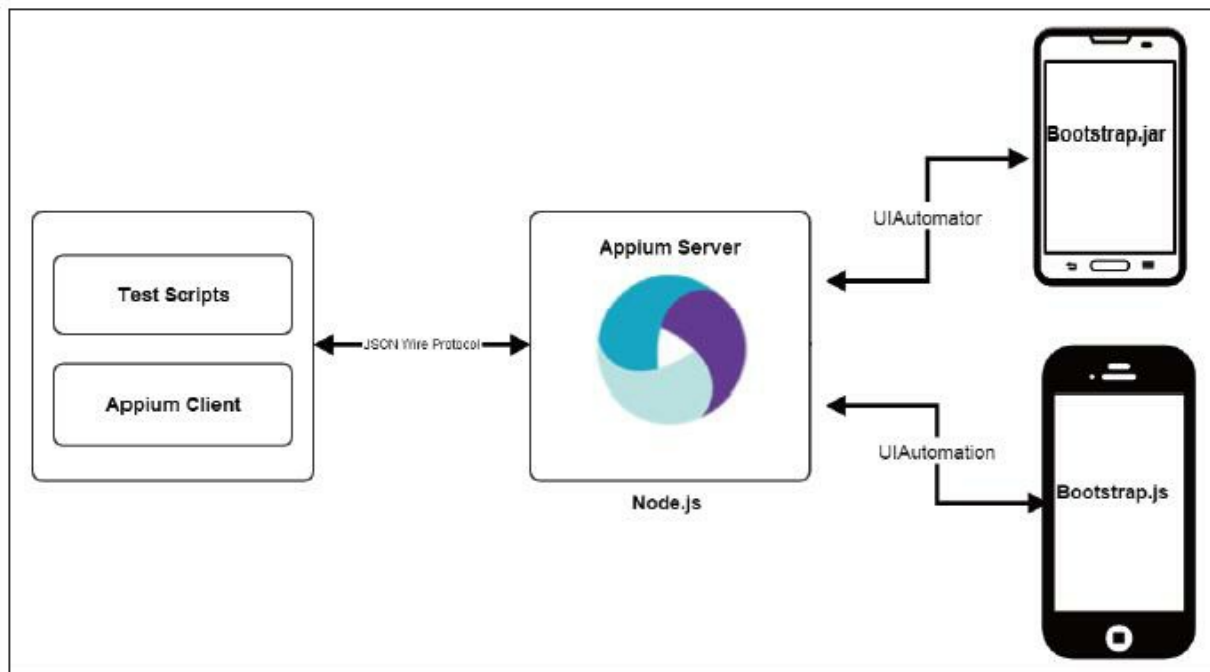 Test Scripts
Appium Client
JSON Wire Protocol
Appium Server
Node.js
UIAutomator
Bootstrap.jar
UIAutomation
Bootstrap.js